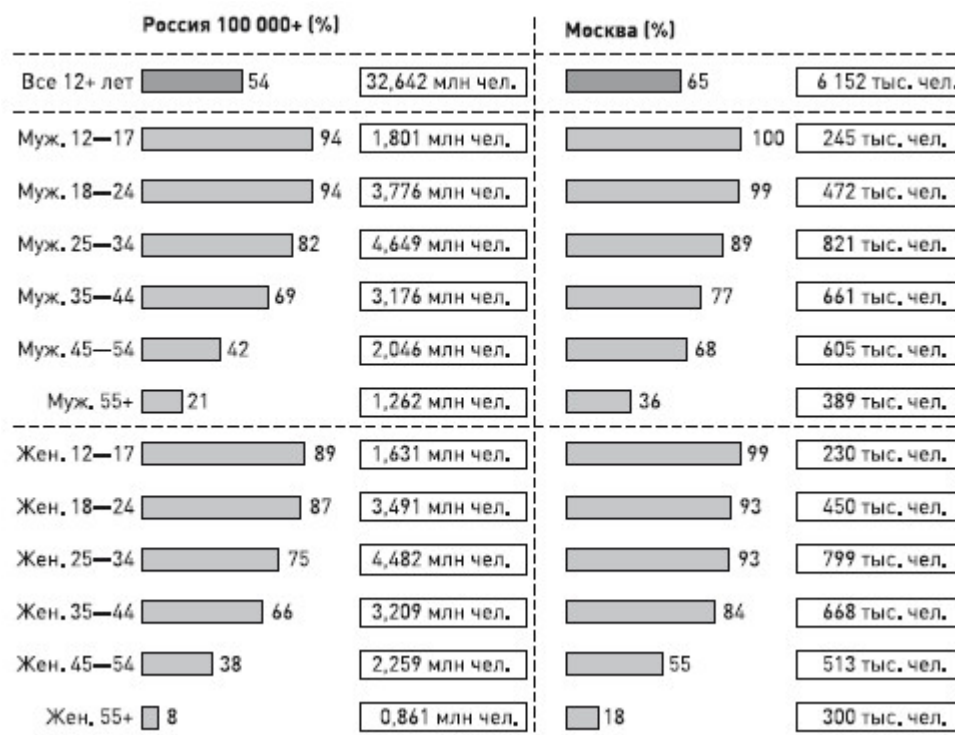 Россия 100 000+ (%) Москва (%)
Все 12+ лет 54 32,642 млн чел. 65 6 152 тыс. чел.
Муж. 12—17 94 1,801 млн чел. 100 245 тыс. чел.
Муж. 18—24 94 3,776 млн чел. 99 472 тыс. чел.
Муж. 25—34 82 4,649 млн чел. 89 821 тыс. чел.
Муж. 35—44 69 3,176 млн чел. 77 661 тыс. чел.
Муж. 45—54 42 2,046 млн чел. 68 605 тыс. чел.
Муж. 55+ 21 1,262 млн чел. 36 389 тыс. чел.
Жен. 12—17 89 1,631 млн чел. 99 230 тыс. чел.
Жен. 18—24 87 3,491 млн чел. 93 450 тыс. чел.
Жен. 25—34 75 4,482 млн чел. 93 799 тыс. чел.
Жен. 35—44 66 3,209 млн чел. 84 668 тыс. чел.
Жен. 45—54 38 2,259 млн чел. 55 513 тыс. чел.
Жен. 55+ 8 0,861 млн чел. 18 300 тыс. чел.